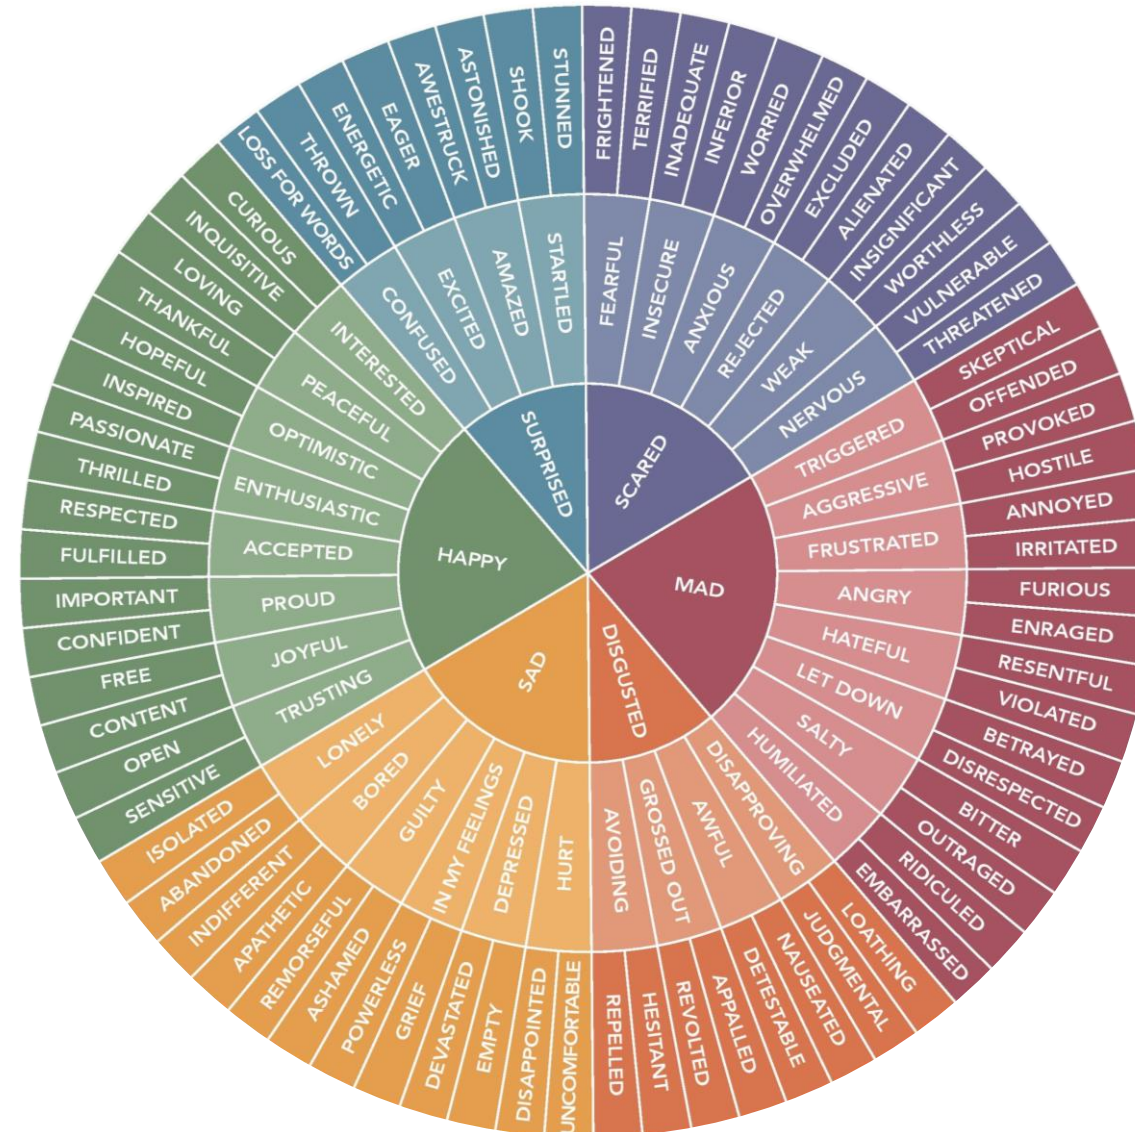 HAPPY
SURPRISED
SCARED
MAD
DISGUSTED
SAD
CONFUSED
EXCITED
AMAZED
STARTLED
FEARFUL
INSECURE
ANXIOUS
REJECTED
WEAK
NERVOUS
TRIGGERED
AGGRESSIVE
FRUSTRATED
ANGRY
HATEFUL
LET DOWN
SALTY
HUMILIATED
DISAPPROVING
AWFUL
GROSSED OUT
AVOIDING
HURT
DEPRESSED
IN MY FEELINGS
GUILTY
BORED
LONELY
TRUSTING
JOYFUL
PROUD
ACCEPTED
ENTHUSIASTIC
OPTIMISTIC
PEACEFUL
INTERESTED
LOSS FOR WORDS
THROWN
ENERGETIC
EAGER
AWESTRUCK
ASTONISHED
SHOOK
STUNNED
FRIGHTENED
TERRIFIED
INADEQUATE
INFERIOR
WORRIED
OVERWHELMED
EXCLUDED
ALIENATED
INSIGNIFICANT
WORTHLESS
VULNERABLE
THREATENED
SKEPTICAL
OFFENDED
PROVOKED
HOSTILE
ANNOYED
IRRITATED
FURIOUS
ENRAGED
RESENTFUL
VIOLATED
BETRAYED
DISRESPECTED
BITTER
OUTRAGED
RIDICULED
EMBARRASSED
LOATHING
JUDGMENTAL
NAUSEATED
DETESTABLE
APPALLED
REVOLTED
HESITANT
REPELLED
UNCOMFORTABLE
DISAPPOINTED
EMPTY
DEVASTATED
GRIEF
POWERLESS
ASHAMED
REMORSEFUL
APATHETIC
INDIFFERENT
ABANDONED
ISOLATED
SENSITIVE
OPEN
CONTENT
FREE
CONFIDENT
IMPORTANT
FULFILLED
RESPECTED
THRILLED
PASSIONATE
INSPIRED
HOPEFUL
THANKFUL
LOVING
INQUISITIVE
CURIOUS